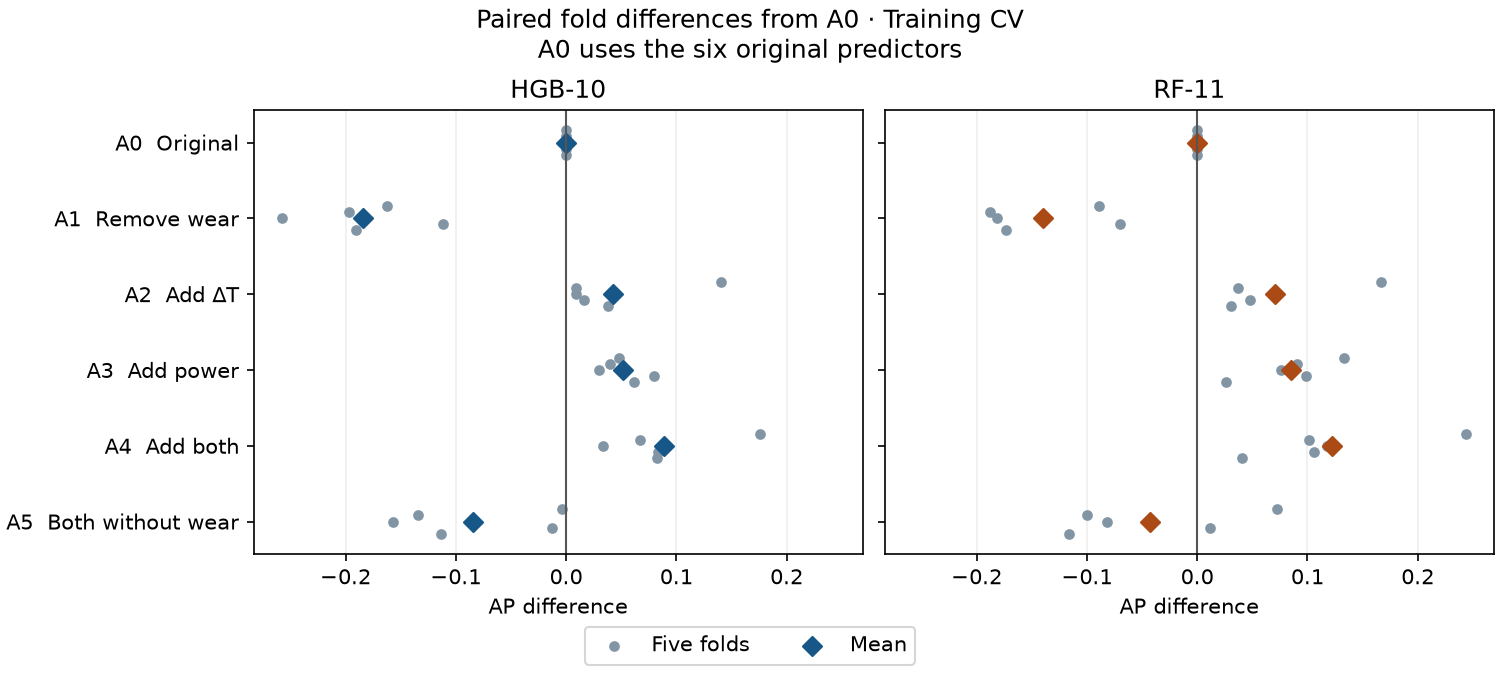 Paired fold differences from A0 · Training CV
A0 uses the six original predictors
HGB-10
RF-11
A0  Original
A1  Remove wear
A2  Add ΔT
A3  Add power
A4  Add both
A5  Both without wear
−0.2 −0.1 0.0 0.1 0.2
−0.2 −0.1 0.0 0.1 0.2
AP difference
AP difference
Five folds
Mean